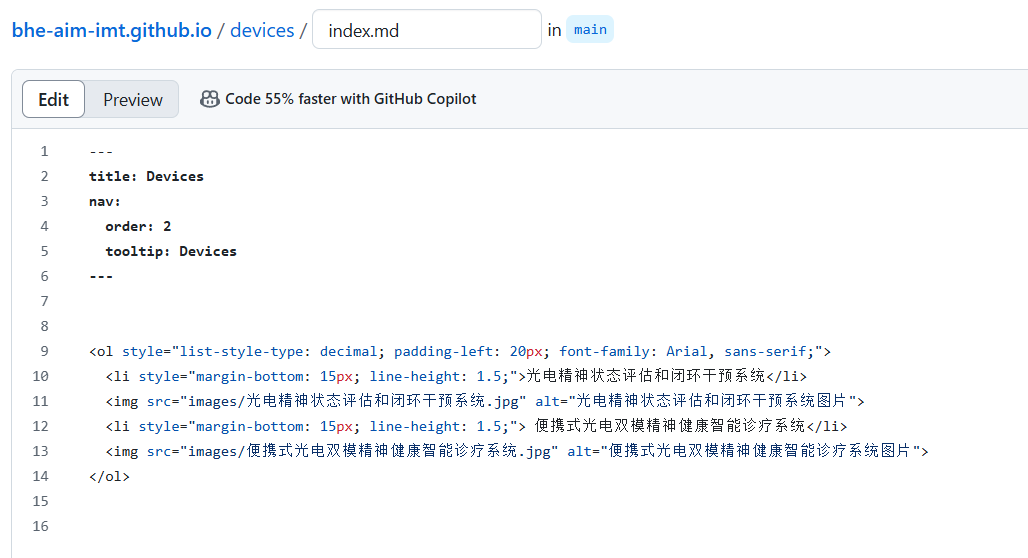 bhe-aim-imt.github.io / devices / index.md in main
Edit Preview Code 55% faster with GitHub Copilot
1 ---
2 title: Devices
3 nav:
4   order: 2
5   tooltip: Devices
6 ---
7
8
9 <ol style="list-style-type: decimal; padding-left: 20px; font-family: Arial, sans-serif;">
10   <li style="margin-bottom: 15px; line-height: 1.5;">光电精神状态评估和闭环干预系统</li>
11   <img src="images/光电精神状态评估和闭环干预系统.jpg" alt="光电精神状态评估和闭环干预系统图片">
12   <li style="margin-bottom: 15px; line-height: 1.5;"> 便携式光电双模精神健康智能诊疗系统</li>
13   <img src="images/便携式光电双模精神健康智能诊疗系统.jpg" alt="便携式光电双模精神健康智能诊疗系统图片">
14 </ol>
15
16